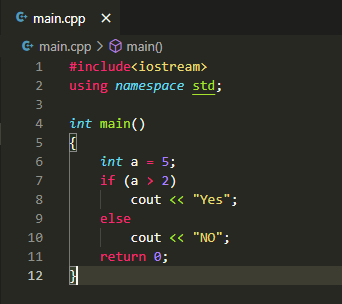 main.cpp ×
main.cpp > main()
1 #include<iostream>
2 using namespace std;
3
4 int main()
5 {
6     int a = 5;
7     if (a > 2)
8         cout << "Yes";
9     else
10         cout << "NO";
11     return 0;
12 }